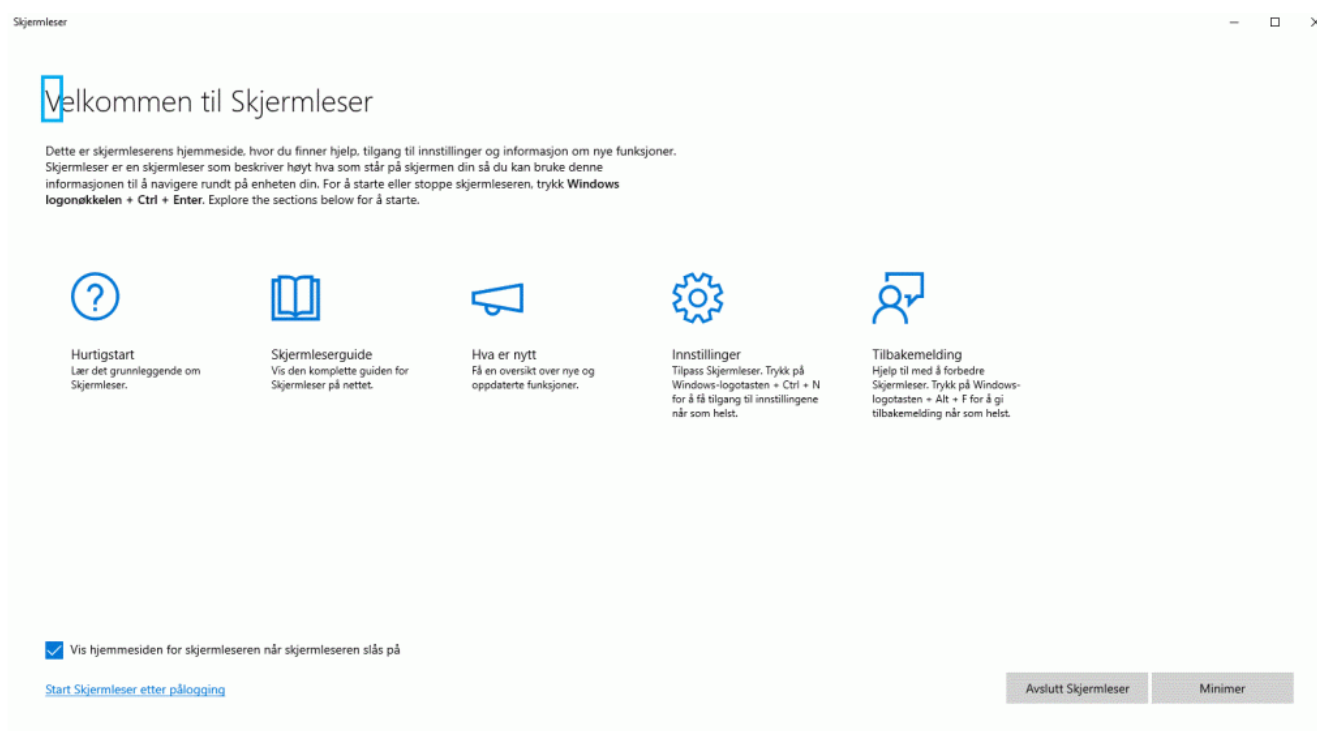 Skjermleser
Velkommen til Skjermleser
Dette er skjermleserens hjemmeside, hvor du finner hjelp, tilgang til innstillinger og informasjon om nye funksjoner.
Skjermleser er en skjermleser som beskriver høyt hva som står på skjermen din så du kan bruke denne
informasjonen til å navigere rundt på enheten din. For å starte eller stoppe skjermleseren, trykk Windows
logonøkkelen + Ctrl + Enter. Explore the sections below for å starte.
Hurtigstart
Lær det grunnleggende om
Skjermleser.
Skjermleserguide
Vis den komplette guiden for
Skjermleser på nettet.
Hva er nytt
Få en oversikt over nye og
oppdaterte funksjoner.
Innstillinger
Tilpass Skjermleser. Trykk på
Windows-logotasten + Ctrl + N
for å få tilgang til innstillingene
når som helst.
Tilbakemelding
Hjelp til med å forbedre
Skjermleser. Trykk på Windows-
logotasten + Alt + F for å gi
tilbakemelding når som helst.
Vis hjemmesiden for skjermleseren når skjermleseren slås på
Start Skjermleser etter pålogging
Avslutt Skjermleser
Minimer